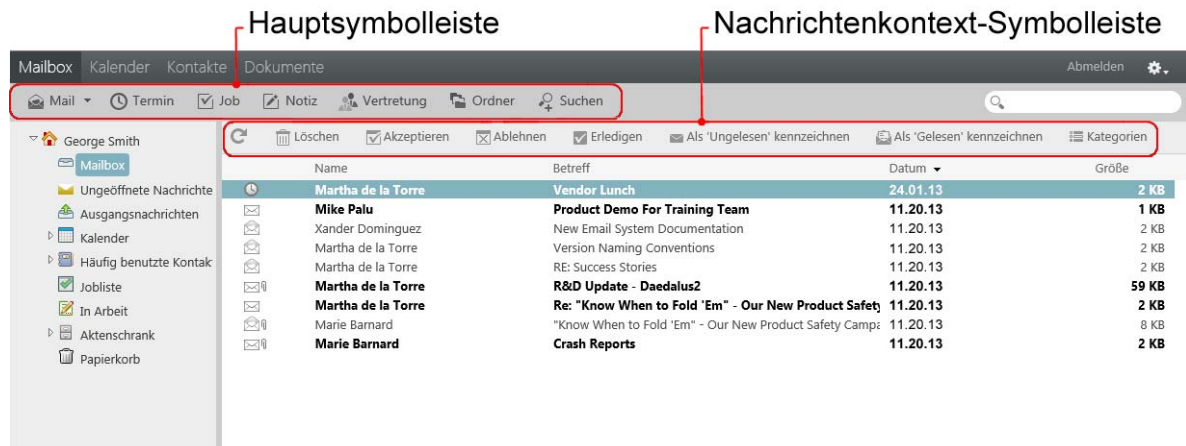 Hauptsymbolleiste
Nachrichtenkontext-Symbolleiste
Mailbox Kalender Kontakte Dokumente Abmelden
Mail Termin Job Notiz Vertretung Ordner Suchen
Löschen Akzeptieren Ablehnen Erledigen Als 'Ungelesen' kennzeichnen Als 'Gelesen' kennzeichnen Kategorien
George Smith
Mailbox
Ungeöffnete Nachrichte
Ausgangsnachrichten
Kalender
Häufig benutzte Kontak
Jobliste
In Arbeit
Aktenschrank
Papierkorb
Name Betreff Datum Größe
Martha de la Torre Vendor Lunch 24.01.13 2 KB
Mike Palu Product Demo For Training Team 11.20.13 1 KB
Xander Dominguez New Email System Documentation 11.20.13 2 KB
Martha de la Torre Version Naming Conventions 11.20.13 2 KB
Martha de la Torre RE: Success Stories 11.20.13 2 KB
Martha de la Torre R&D Update - Daedalus2 11.20.13 59 KB
Martha de la Torre Re: "Know When to Fold 'Em" - Our New Product Safety 11.20.13 2 KB
Marie Barnard "Know When to Fold 'Em" - Our New Product Safety Campa 11.20.13 8 KB
Marie Barnard Crash Reports 11.20.13 2 KB